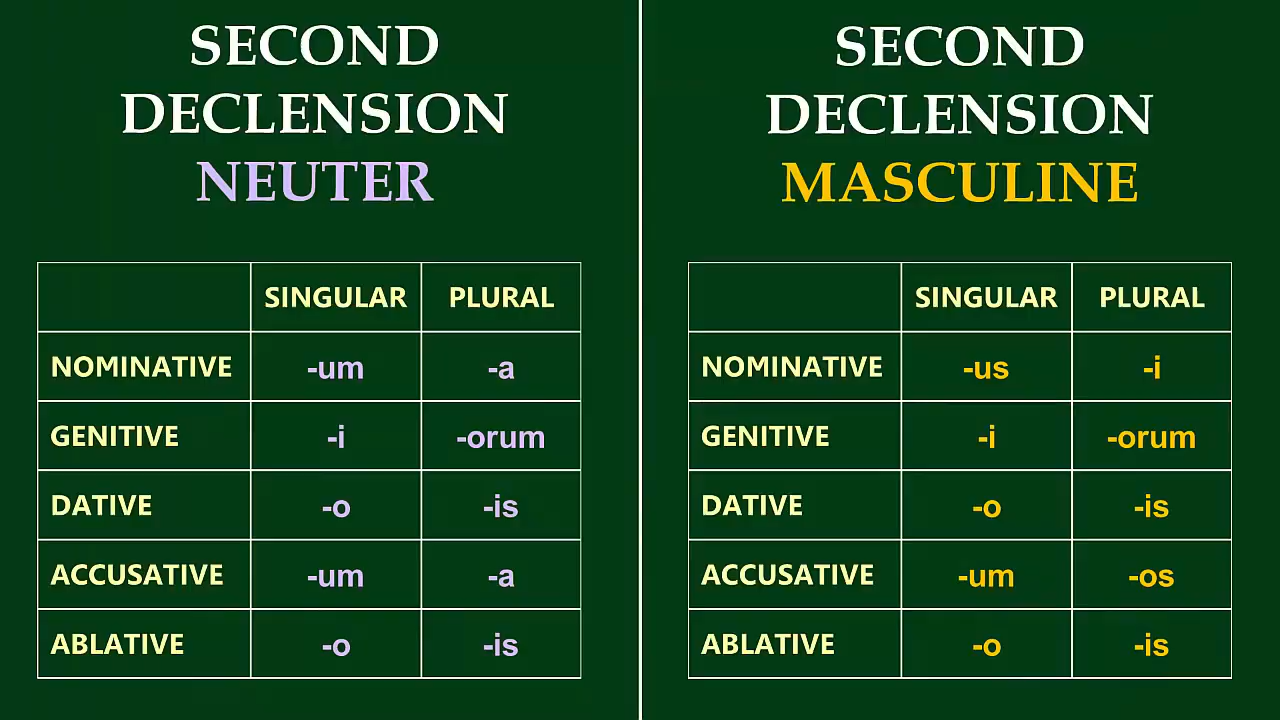 SECOND
DECLENSION
NEUTER
SINGULAR PLURAL
NOMINATIVE -um -a
GENITIVE -i -orum
DATIVE -o -is
ACCUSATIVE -um -a
ABLATIVE -o -is
SECOND
DECLENSION
MASCULINE
SINGULAR PLURAL
NOMINATIVE -us -i
GENITIVE -i -orum
DATIVE -o -is
ACCUSATIVE -um -os
ABLATIVE -o -is